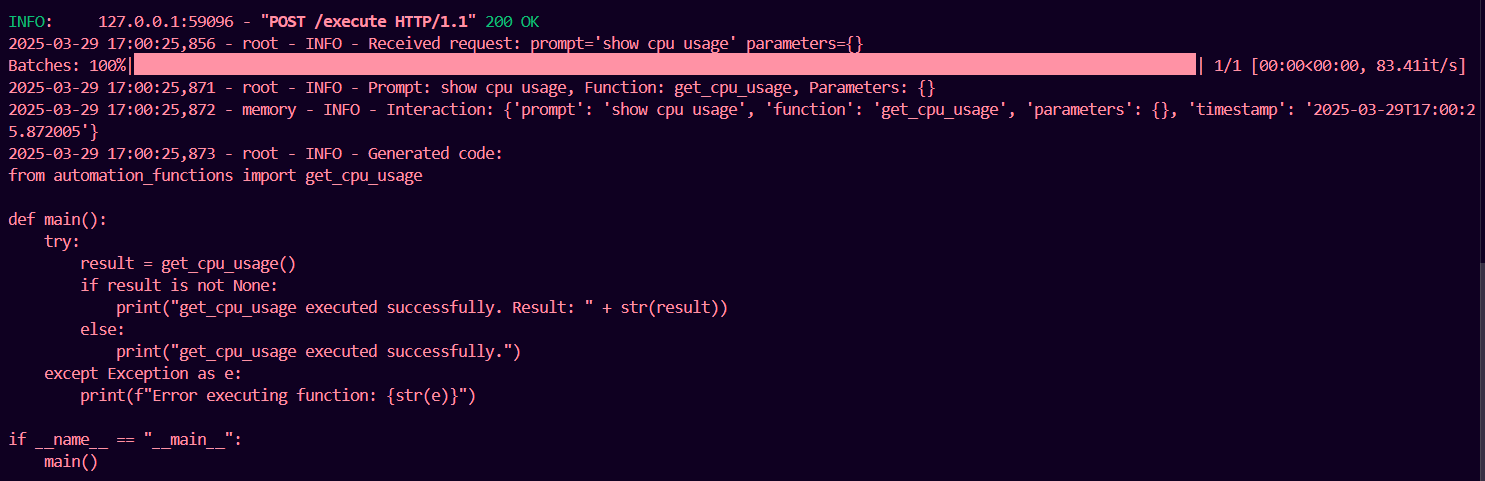 INFO:     127.0.0.1:59096 - "POST /execute HTTP/1.1" 200 OK
2025-03-29 17:00:25,856 - root - INFO - Received request: prompt='show cpu usage' parameters={}
Batches: 100%| | 1/1 [00:00<00:00, 83.41it/s]
2025-03-29 17:00:25,871 - root - INFO - Prompt: show cpu usage, Function: get_cpu_usage, Parameters: {}
2025-03-29 17:00:25,872 - memory - INFO - Interaction: {'prompt': 'show cpu usage', 'function': 'get_cpu_usage', 'parameters': {}, 'timestamp': '2025-03-29T17:00:2
5.872005'}
2025-03-29 17:00:25,873 - root - INFO - Generated code:
from automation_functions import get_cpu_usage

def main():
    try:
        result = get_cpu_usage()
        if result is not None:
            print("get_cpu_usage executed successfully. Result: " + str(result))
        else:
            print("get_cpu_usage executed successfully.")
    except Exception as e:
        print(f"Error executing function: {str(e)}")

if __name__ == "__main__":
    main()